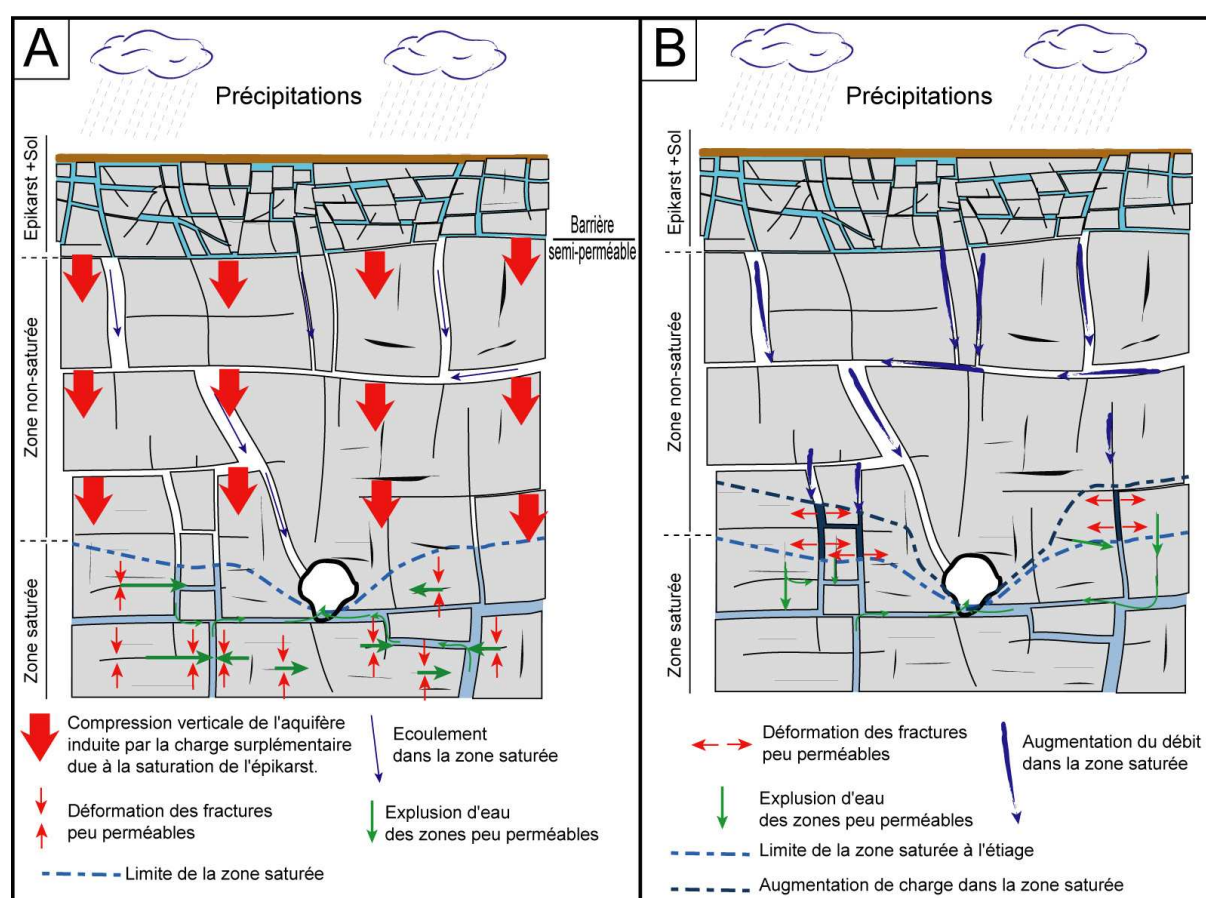 A
Précipitations
Epikarst +Sol
Zone non-saturée
Zone saturée
Barrière
semi-perméable
Compression verticale de l'aquifère
induite par la charge surplémentaire
due à la saturation de l'épikarst.
Ecoulement
dans la zone saturée
Déformation des fractures
peu perméables
Explusion d'eau
des zones peu perméables
Limite de la zone saturée
B
Précipitations
Epikarst +Sol
Zone non-saturée
Zone saturée
Déformation des fractures
peu perméables
Augmentation du débit
dans la zone saturée
Explusion d'eau
des zones peu perméables
Limite de la zone saturée à l'étiage
Augmentation de charge dans la zone saturée